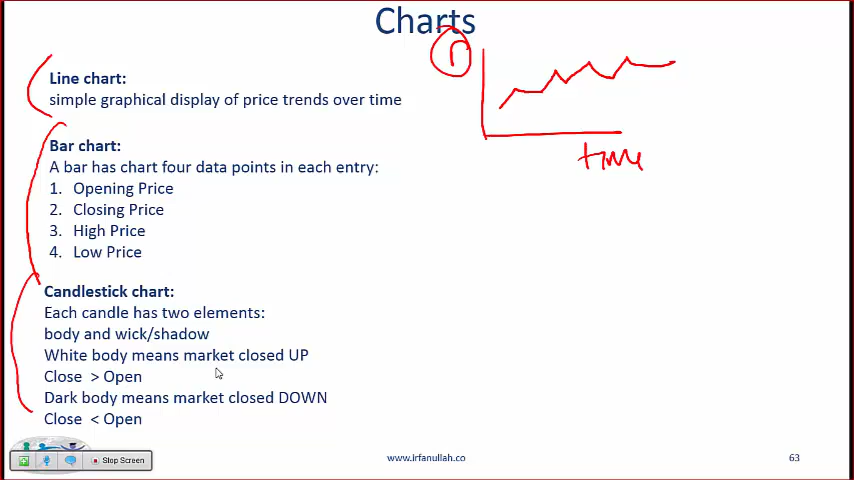 Charts
Line chart:
simple graphical display of price trends over time
Bar chart:
A bar has chart four data points in each entry:
1. Opening Price
2. Closing Price
3. High Price
4. Low Price
Candlestick chart:
Each candle has two elements:
body and wick/shadow
White body means market closed UP
Close > Open
Dark body means market closed DOWN
Close < Open
time
www.irfanullah.co
63
Stop Screen